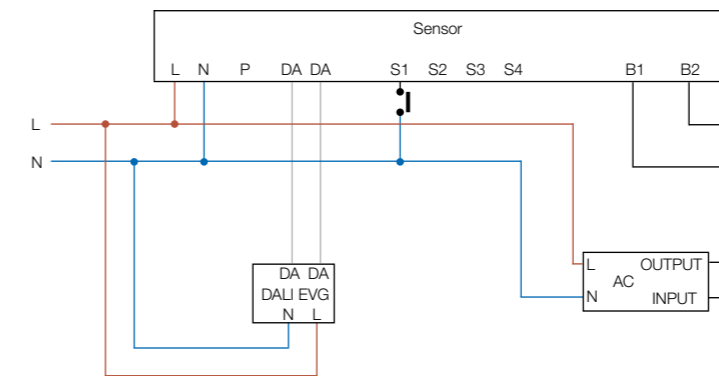 Sensor
L N P DA DA S1 S2 S3 S4 B1 B2
L
N
DA DA
DALI EVG
N L
L OUTPUT
AC
N INPUT